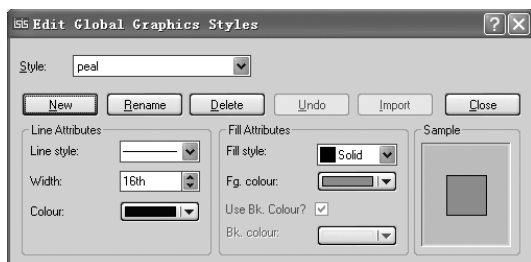 ISIS Edit Global Graphics Styles
Style: peal
New Rename Delete Undo Import Close
Line Attributes Fill Attributes Sample
Line style: Fill style: Solid
Width: 16th Fg. colour:
Colour: Use Bk. Colour?
Bk. colour: